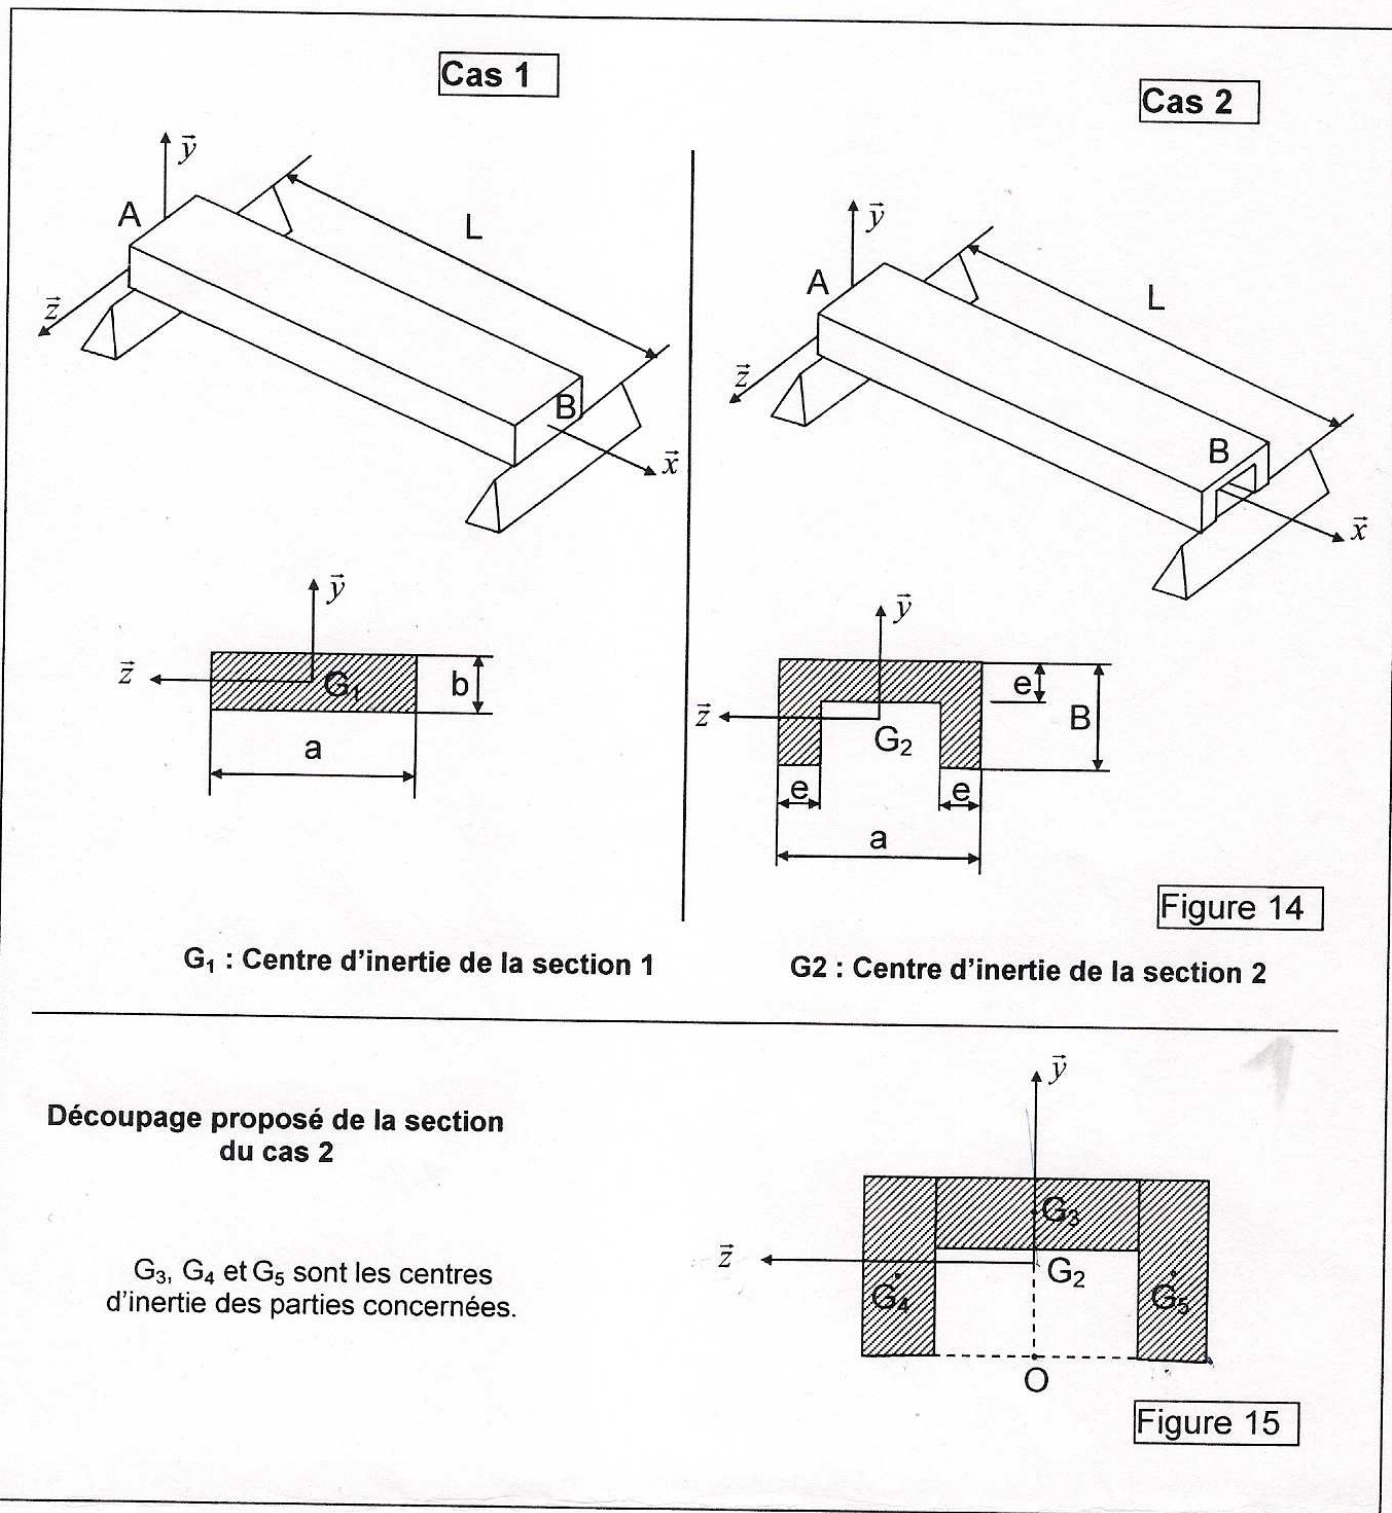 Cas 1
Cas 2
y
A
L
z
B
x
y
A
L
z
B
x
y
z
G₁
b
a
y
z
G₂
e
B
e
e
a
Figure 14
G₁ : Centre d'inertie de la section 1
G2 : Centre d'inertie de la section 2
Découpage proposé de la section
du cas 2
G₃, G₄ et G₅ sont les centres
d'inertie des parties concernées.
y
G₃
z
G₂
G₄
G₅
O
Figure 15